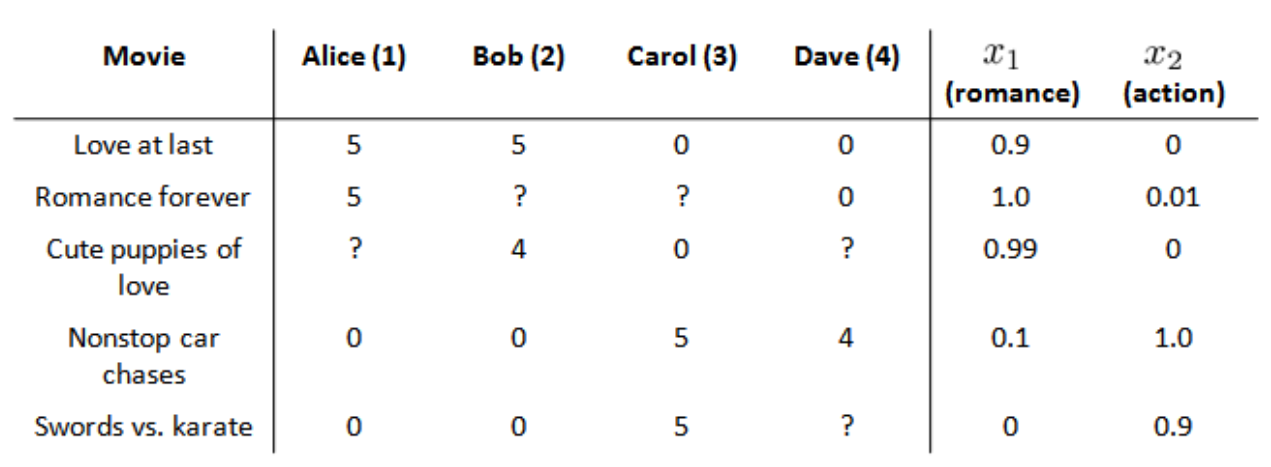 Movie Alice (1) Bob (2) Carol (3) Dave (4) x₁ (romance) x₂ (action)
Love at last 5 5 0 0 0.9 0
Romance forever 5 ? ? 0 1.0 0.01
Cute puppies of love ? 4 0 ? 0.99 0
Nonstop car chases 0 0 5 4 0.1 1.0
Swords vs. karate 0 0 5 ? 0 0.9